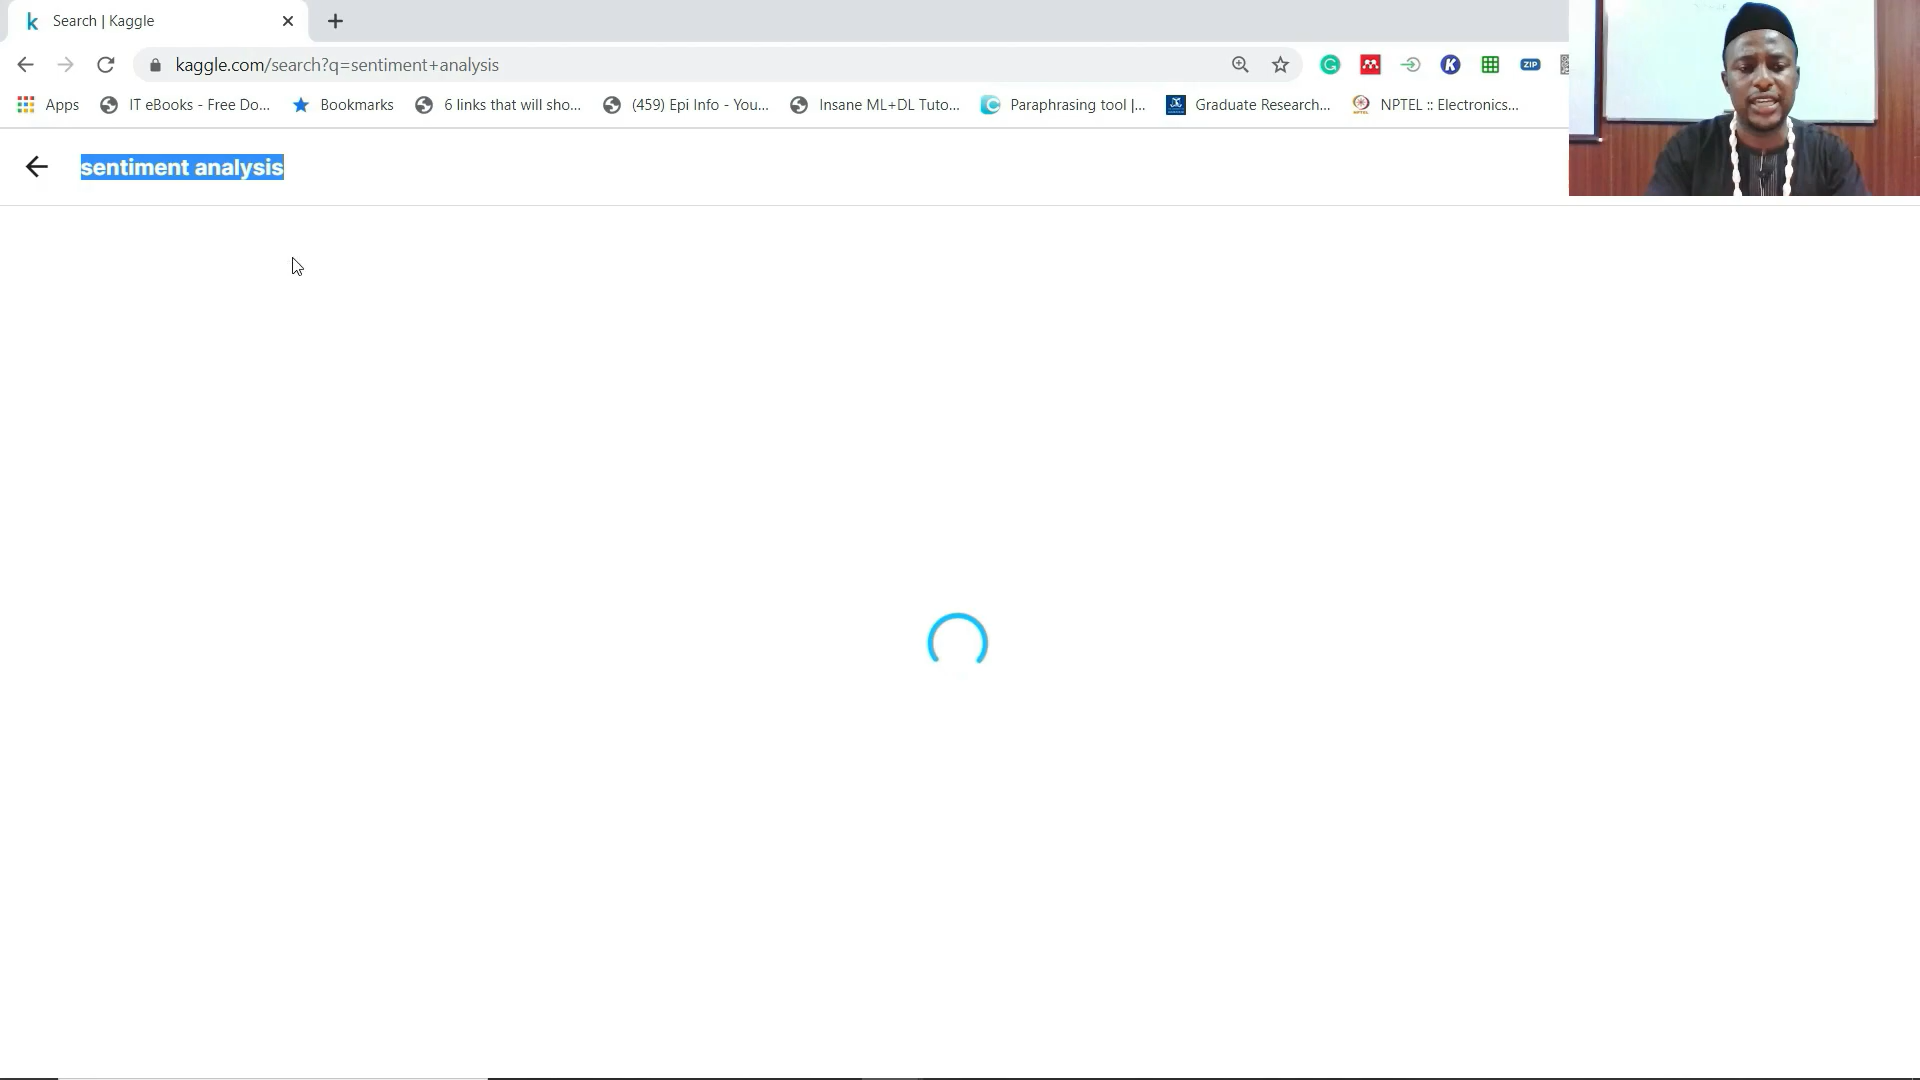 Search | Kaggle
kaggle.com/search?q=sentiment+analysis
ZIP
Apps IT eBooks - Free Do... Bookmarks 6 links that will sho... (459) Epi Info - You... Insane ML+DL Tuto... Paraphrasing tool |... Graduate Research... NPTEL :: Electronics...
sentiment analysis